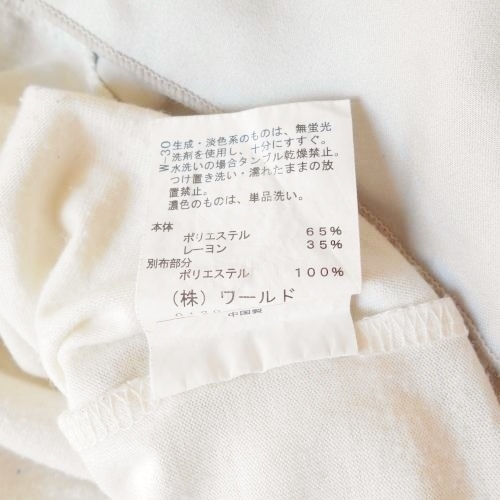 W-30
生成・淡色系のものは、無蛍光
洗剤を使用し、十分にすすぐ。
水洗いの場合タンブル乾燥禁止。
つけ置き洗い・濡れたままの放
置禁止。
濃色のものは、単品洗い。
本体
ポリエステル 65%
レーヨン 35%
別布部分
ポリエステル 100%
(株) ワールド
中国製